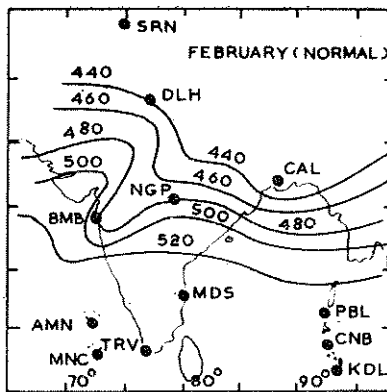 SRN
FEBRUARY (NORMAL)
440
DLH
460
480
440
CAL
500
460
NGP
500
480
BMB
520
MDS
PBL
AMN
TRV
CNB
MNC
KDL
70° 80° 90°